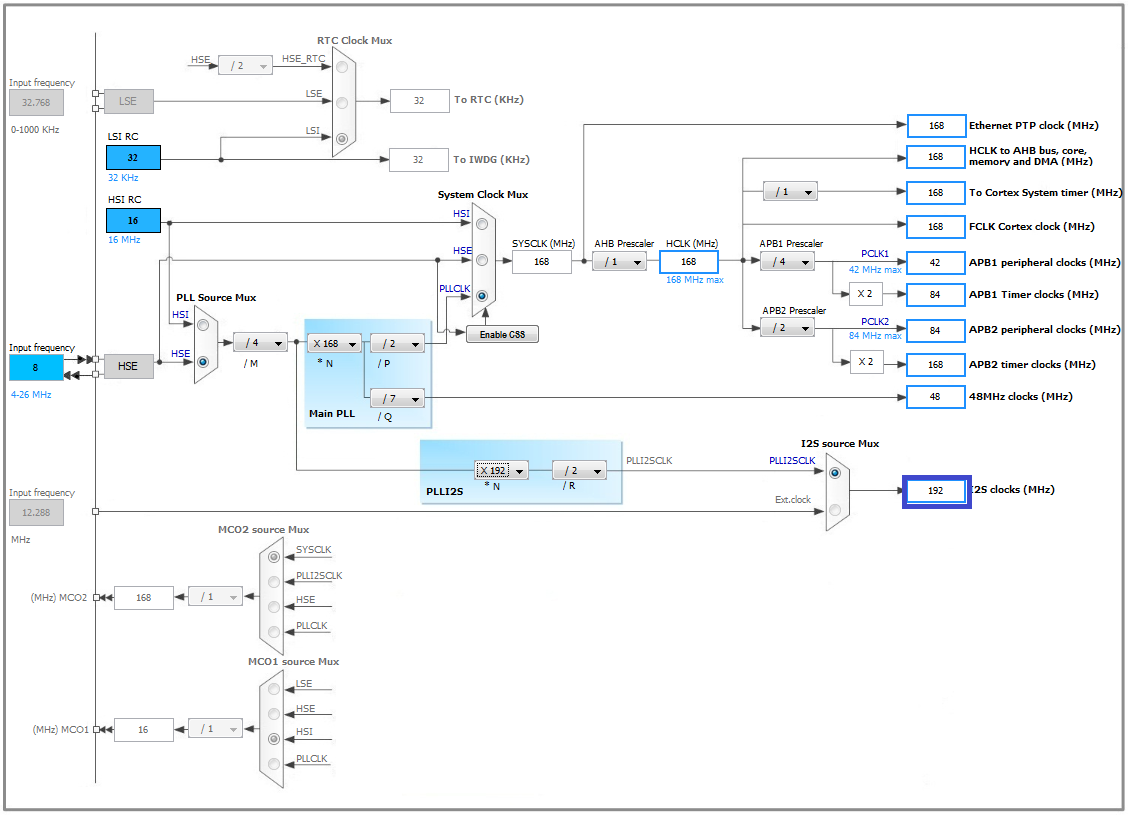 RTC Clock Mux
HSE
/ 2
HSE_RTC
Input frequency
32.768
0-1000 KHz
LSE
LSE
32
To RTC (KHz)
LSI RC
32
32 KHz
LSI
32
To IWDG (KHz)
HSI RC
16
16 MHz
System Clock Mux
HSI
HSE
PLLCLK
Enable CSS
SYSCLK (MHz)
168
AHB Prescaler
/ 1
HCLK (MHz)
168
168 MHz max
168
Ethernet PTP clock (MHz)
168
HCLK to AHB bus, core,
memory and DMA (MHz)
/ 1
168
To Cortex System timer (MHz)
168
FCLK Cortex clock (MHz)
APB1 Prescaler
/ 4
PCLK1
42 MHz max
42
APB1 peripheral clocks (MHz)
X 2
84
APB1 Timer clocks (MHz)
APB2 Prescaler
/ 2
PCLK2
84 MHz max
84
APB2 peripheral clocks (MHz)
X 2
168
APB2 timer clocks (MHz)
PLL Source Mux
HSI
HSE
Input frequency
8
4-26 MHz
HSE
/ 4
/ M
X 168
* N
/ 2
/ P
/ 7
/ Q
Main PLL
48
48MHz clocks (MHz)
X 192
* N
/ 2
/ R
PLLI2S
PLLI2SCLK
I2S source Mux
PLLI2SCLK
Ext.clock
192
I2S clocks (MHz)
Input frequency
12.288
MHz
MCO2 source Mux
SYSCLK
PLLI2SCLK
HSE
PLLCLK
(MHz) MCO2
168
/ 1
MCO1 source Mux
LSE
HSE
HSI
PLLCLK
(MHz) MCO1
16
/ 1